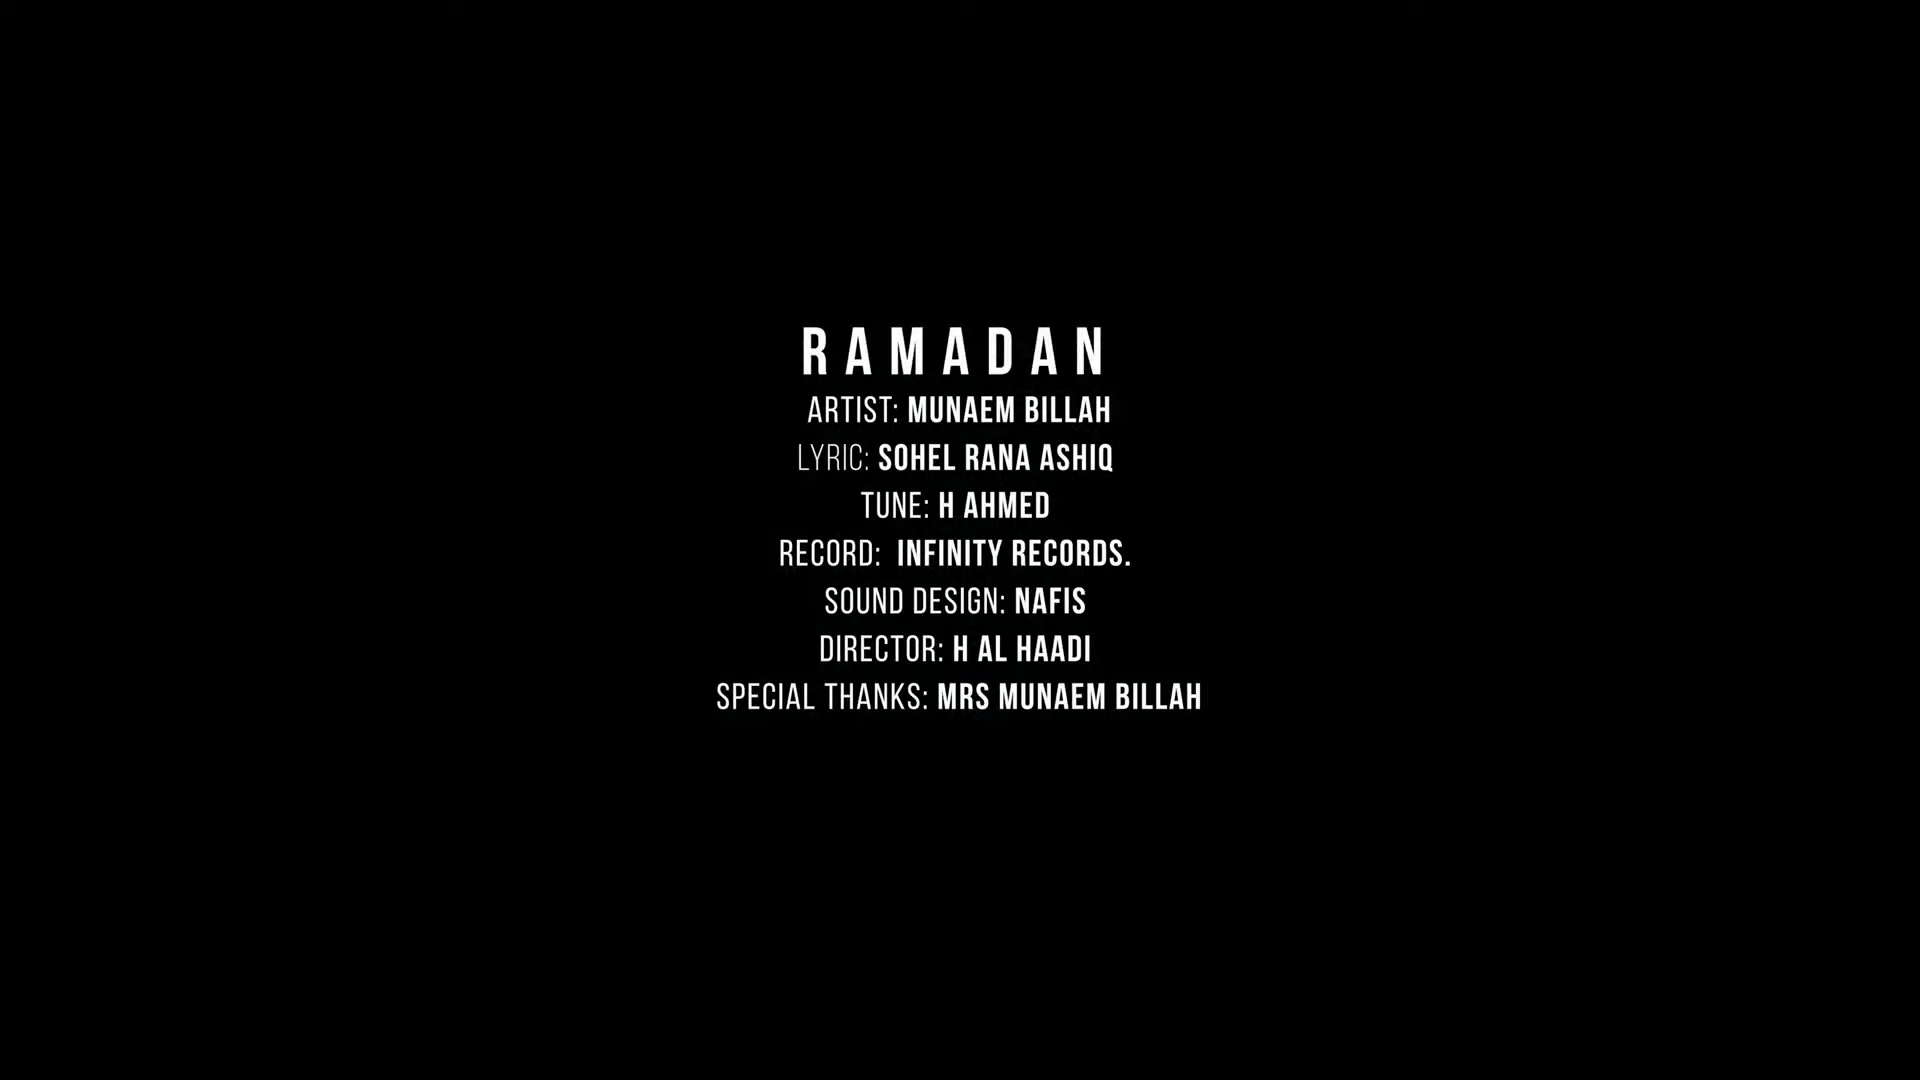 RAMADAN
ARTIST: MUNAEM BILLAH
LYRIC: SOHEL RANA ASHIQ
TUNE: H AHMED
RECORD: INFINITY RECORDS.
SOUND DESIGN: NAFIS
DIRECTOR: H AL HAADI
SPECIAL THANKS: MRS MUNAEM BILLAH